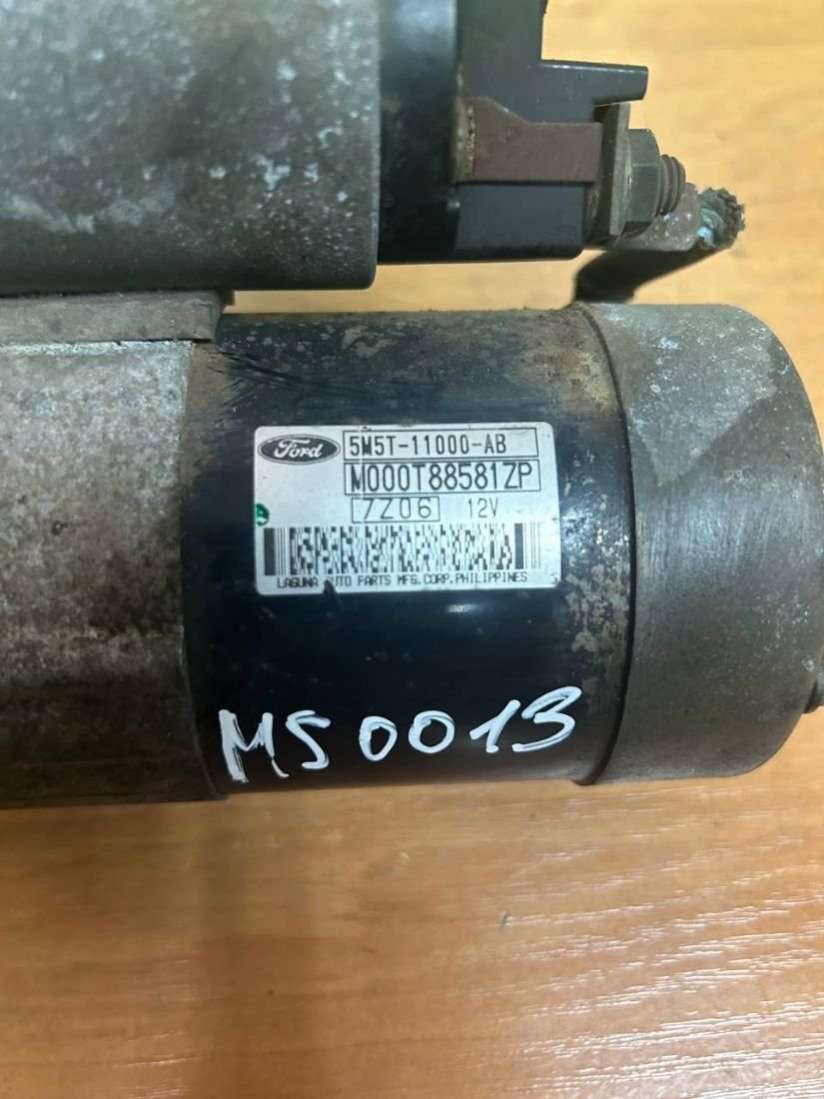 Ford 5M5T-11000-AB
M000T88581ZP
7Z06 12V
LAGUNA AUTO PARTS MFG.CORP.PHILIPPINES
MS0013